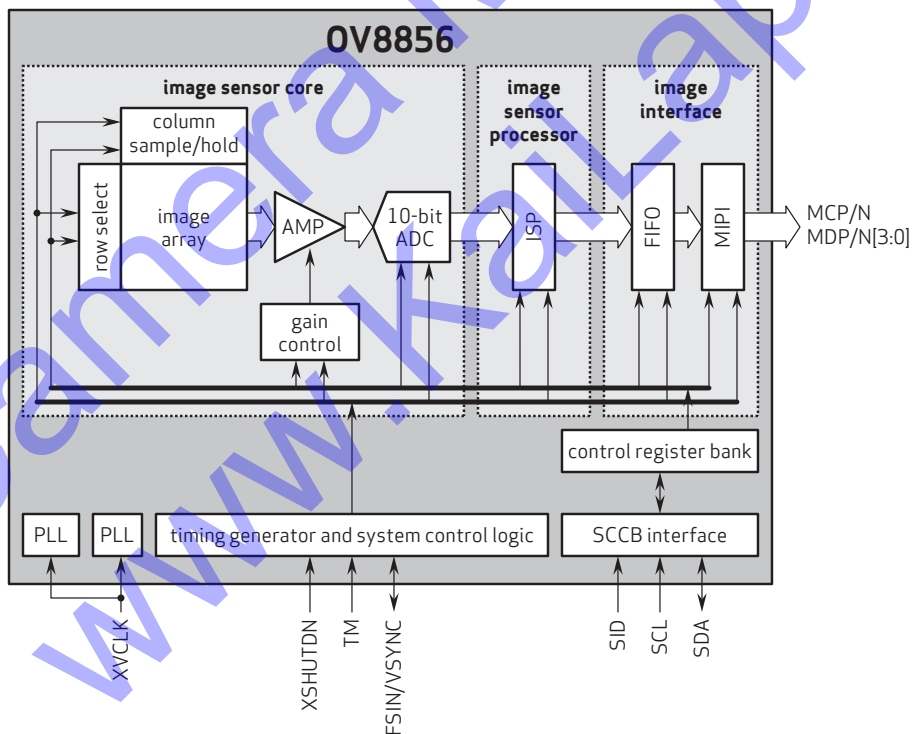 OV8856
image sensor core
image
sensor
processor
image
interface
column
sample/hold
row select
image
array
AMP
10-bit
ADC
ISP
FIFO
MIPI
MCP/N
MDP/N[3:0]
gain
control
control register bank
PLL
PLL
timing generator and system control logic
SCCB interface
XVCLK
XSHUTDN
TM
FSIN/VSYNC
SID
SCL
SDA
Camera
www.KaiLap